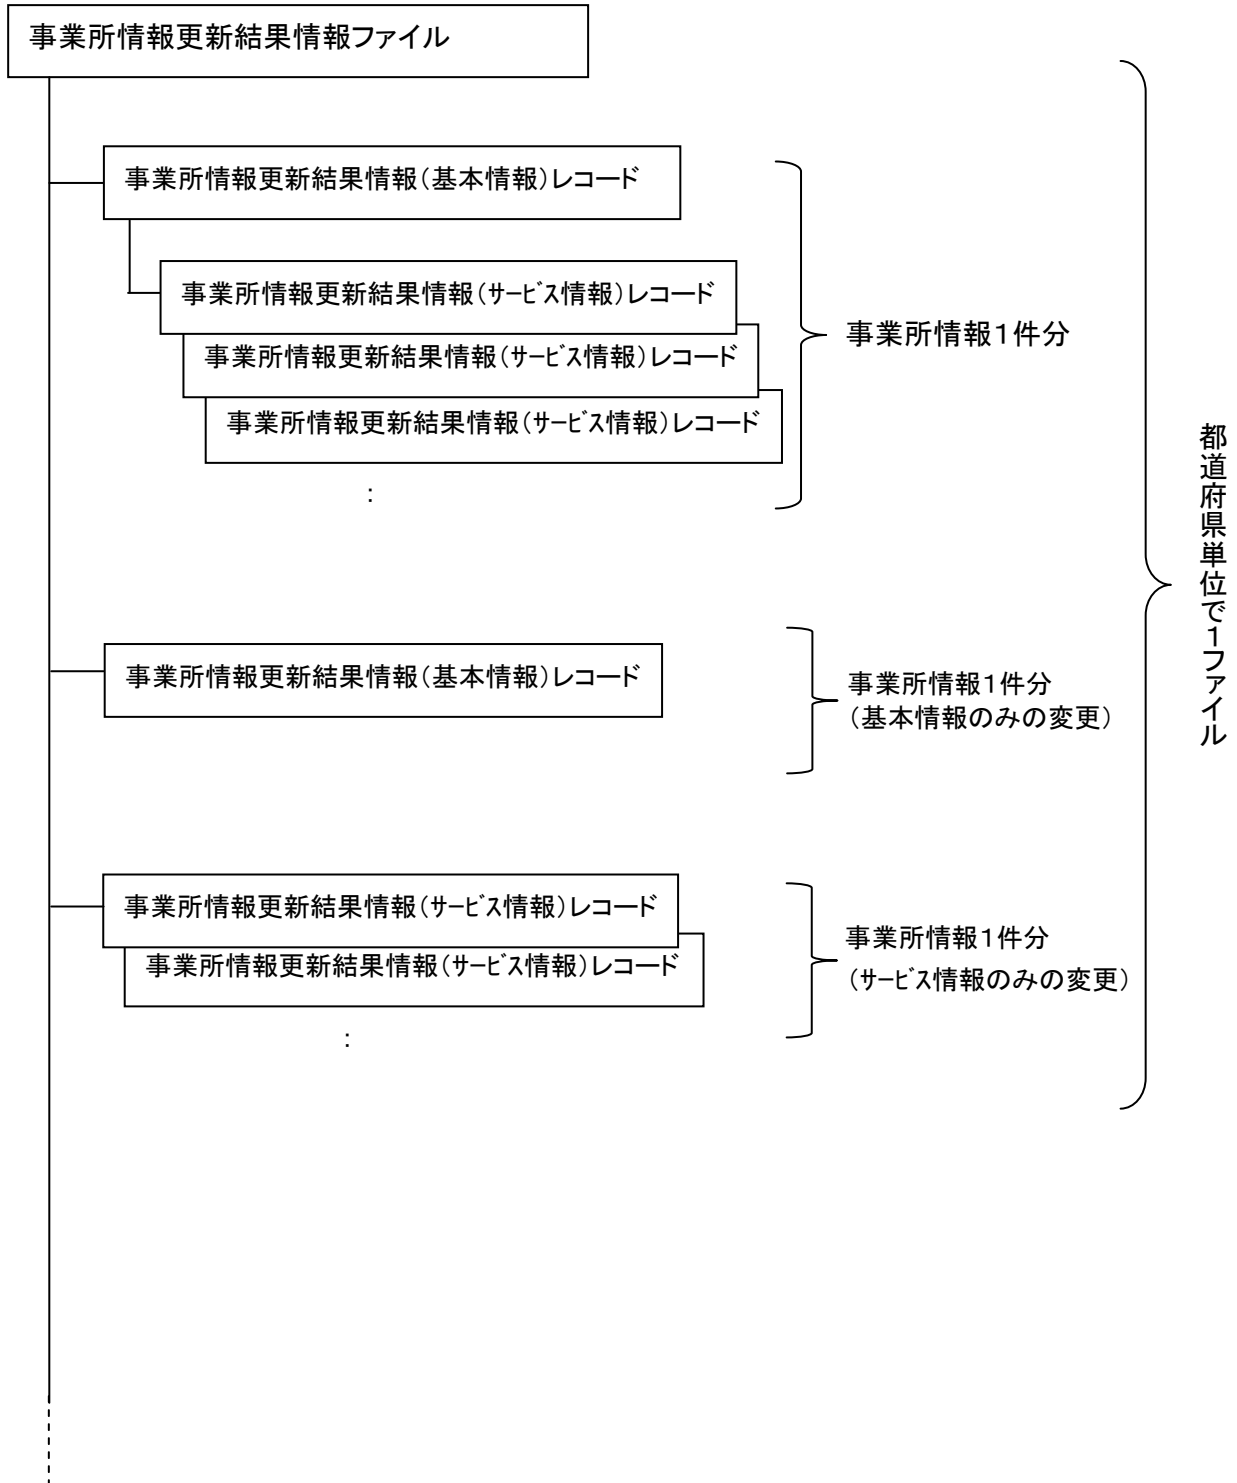 事業所情報更新結果情報ファイル
事業所情報更新結果情報(基本情報)レコード
事業所情報更新結果情報(ｻｰﾋﾞｽ情報)レコード
事業所情報更新結果情報(ｻｰﾋﾞｽ情報)レコード
事業所情報更新結果情報(ｻｰﾋﾞｽ情報)レコード
:
事業所情報1件分
事業所情報更新結果情報(基本情報)レコード
事業所情報1件分
(基本情報のみの変更)
事業所情報更新結果情報(ｻｰﾋﾞｽ情報)レコード
事業所情報更新結果情報(ｻｰﾋﾞｽ情報)レコード
:
事業所情報1件分
(ｻｰﾋﾞｽ情報のみの変更)
都道府県単位で1ファイル